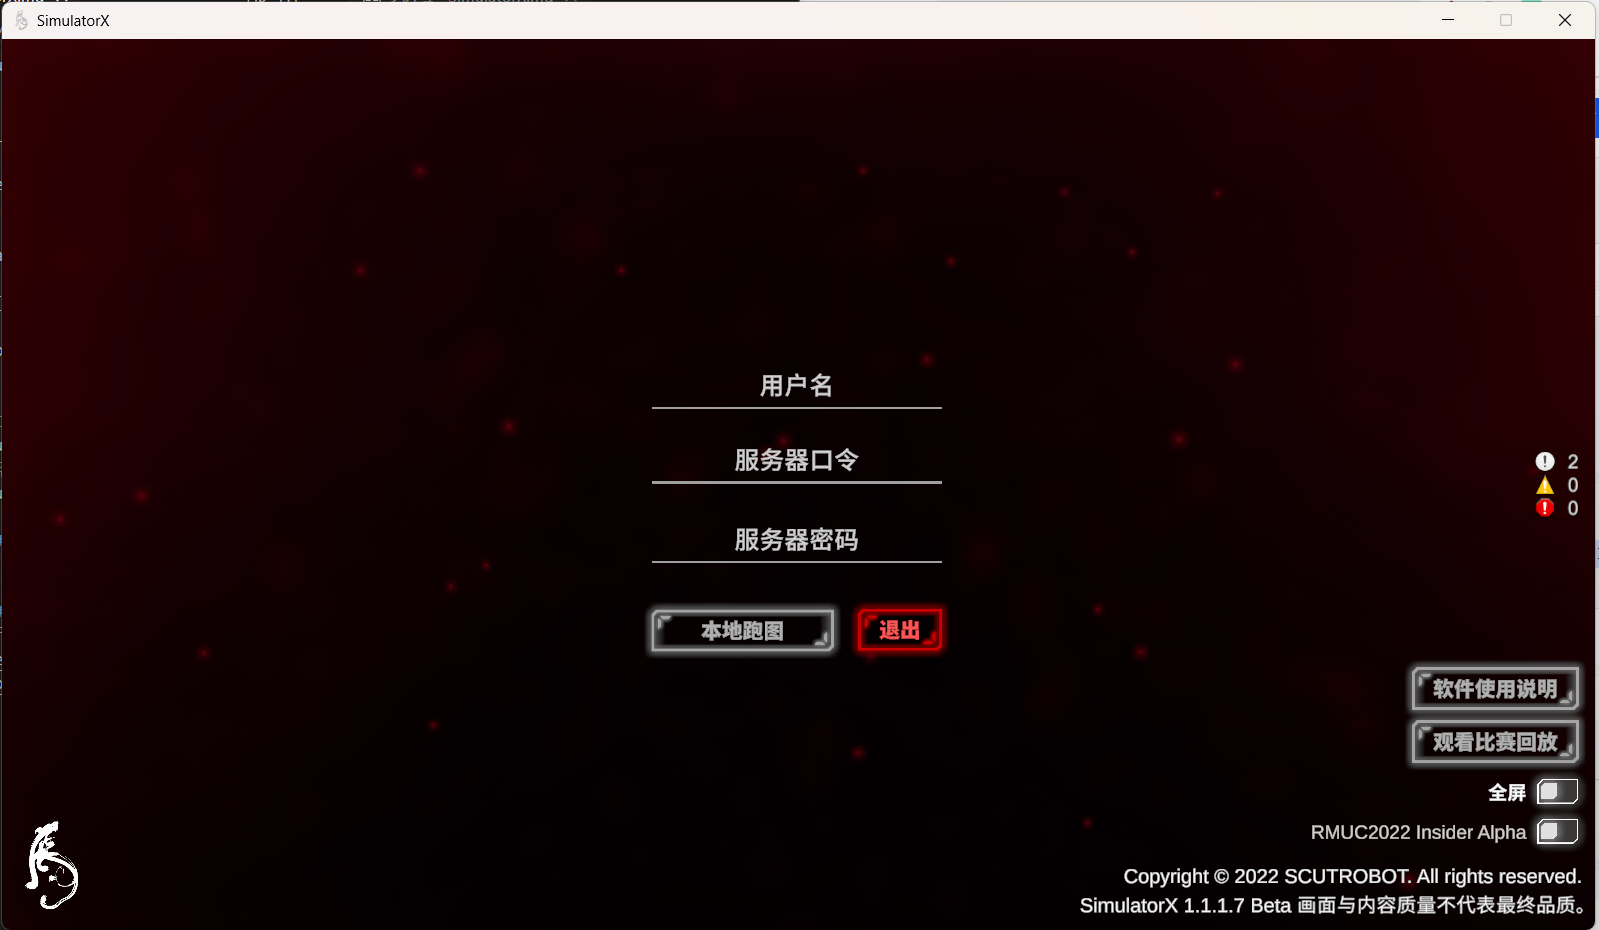 SimulatorX
用户名
服务器口令
服务器密码
本地跑图
退出
2
0
0
软件使用说明
观看比赛回放
全屏
RMUC2022 Insider Alpha
Copyright © 2022 SCUTROBOT. All rights reserved.
SimulatorX 1.1.1.7 Beta 画面与内容质量不代表最终品质。